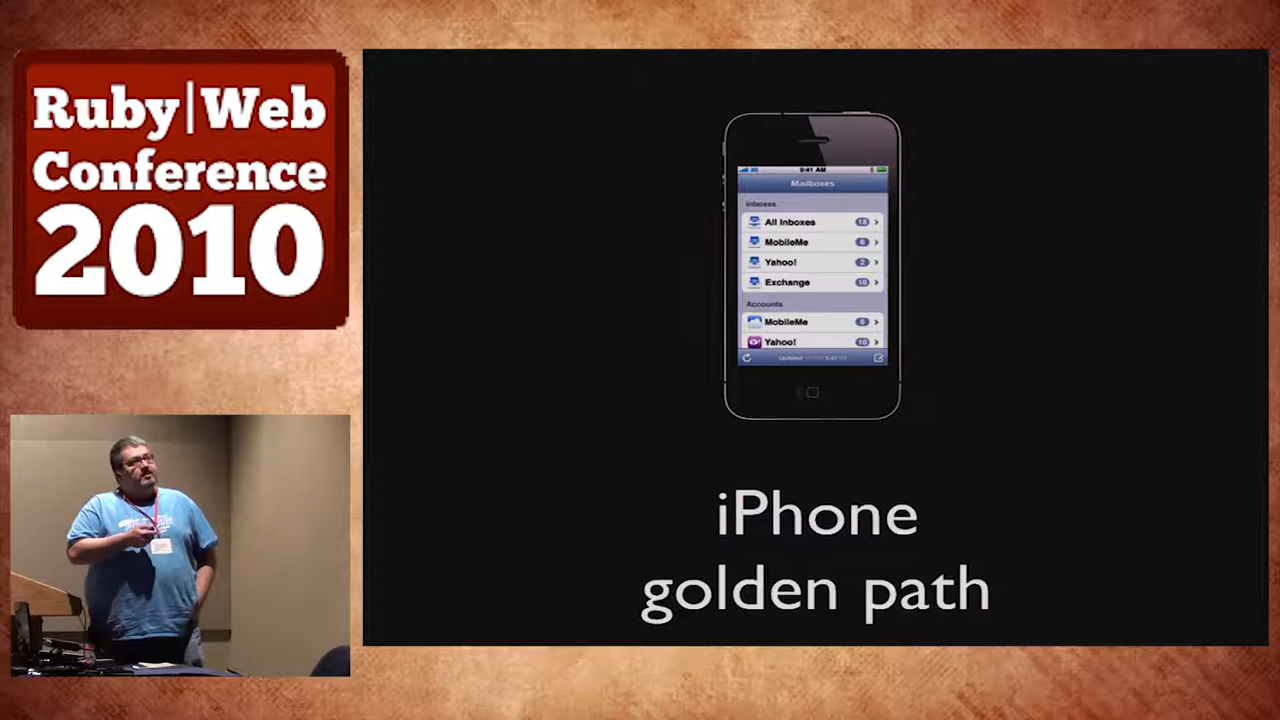 Ruby|Web
Conference
2010
9:41 AM
Mailboxes
Inboxes
All Inboxes 18
MobileMe 6
Yahoo! 2
Exchange 10
Accounts
MobileMe 6
Yahoo! 10
Updated
iPhone
golden path